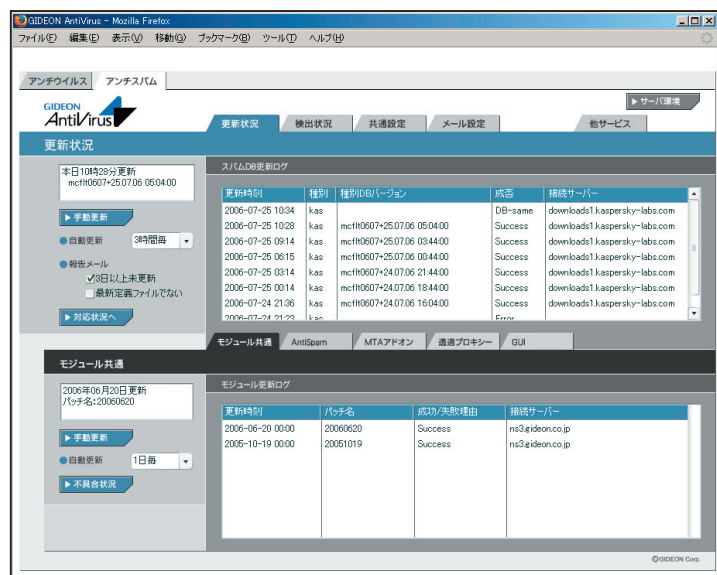 GIDEON AntiVirus - Mozilla Firefox
ファイル(F) 編集(E) 表示(V) 移動(G) ブックマーク(B) ツール(T) ヘルプ(H)
アンチウイルス アンチスパム
▶サーバ環境
GIDEON
AntiVirus
更新状況 検出状況 共通設定 メール設定 他サービス
更新状況
本日10時28分更新
mcflt0607+25.07.06 05:04:00
▶手動更新
自動更新 3時間毎
報告メール
3日以上未更新
最新定義ファイルでない
▶対応状況へ
スパムDB更新ログ
更新時刻 種別 種別DBバージョン 成否 接続サーバー
2006-07-25 10:34 kas DB-same downloads1.kaspersky-labs.com
2006-07-25 10:28 kas mcflt0607+25.07.06 05:04:00 Success downloads1.kaspersky-labs.com
2006-07-25 09:14 kas mcflt0607+25.07.06 03:44:00 Success downloads1.kaspersky-labs.com
2006-07-25 06:15 kas mcflt0607+25.07.06 00:44:00 Success downloads1.kaspersky-labs.com
2006-07-25 03:14 kas mcflt0607+24.07.06 21:44:00 Success downloads1.kaspersky-labs.com
2006-07-25 00:14 kas mcflt0607+24.07.06 18:44:00 Success downloads1.kaspersky-labs.com
2006-07-24 21:36 kas mcflt0607+24.07.06 16:04:00 Success downloads1.kaspersky-labs.com
2006-07-24 21:23 kas Error
モジュール共通 AntiSpam MTAアドオン 透過プロキシー GUI
モジュール共通
2006年06月20日更新
パッチ名:20060620
▶手動更新
自動更新 1日毎
▶不具合状況
モジュール更新ログ
更新時刻 パッチ名 成功/失敗理由 接続サーバー
2006-06-20 00:00 20060620 Success ns3.gideon.co.jp
2005-10-19 00:00 20051019 Success ns3.gideon.co.jp
©GIDEON Corp.